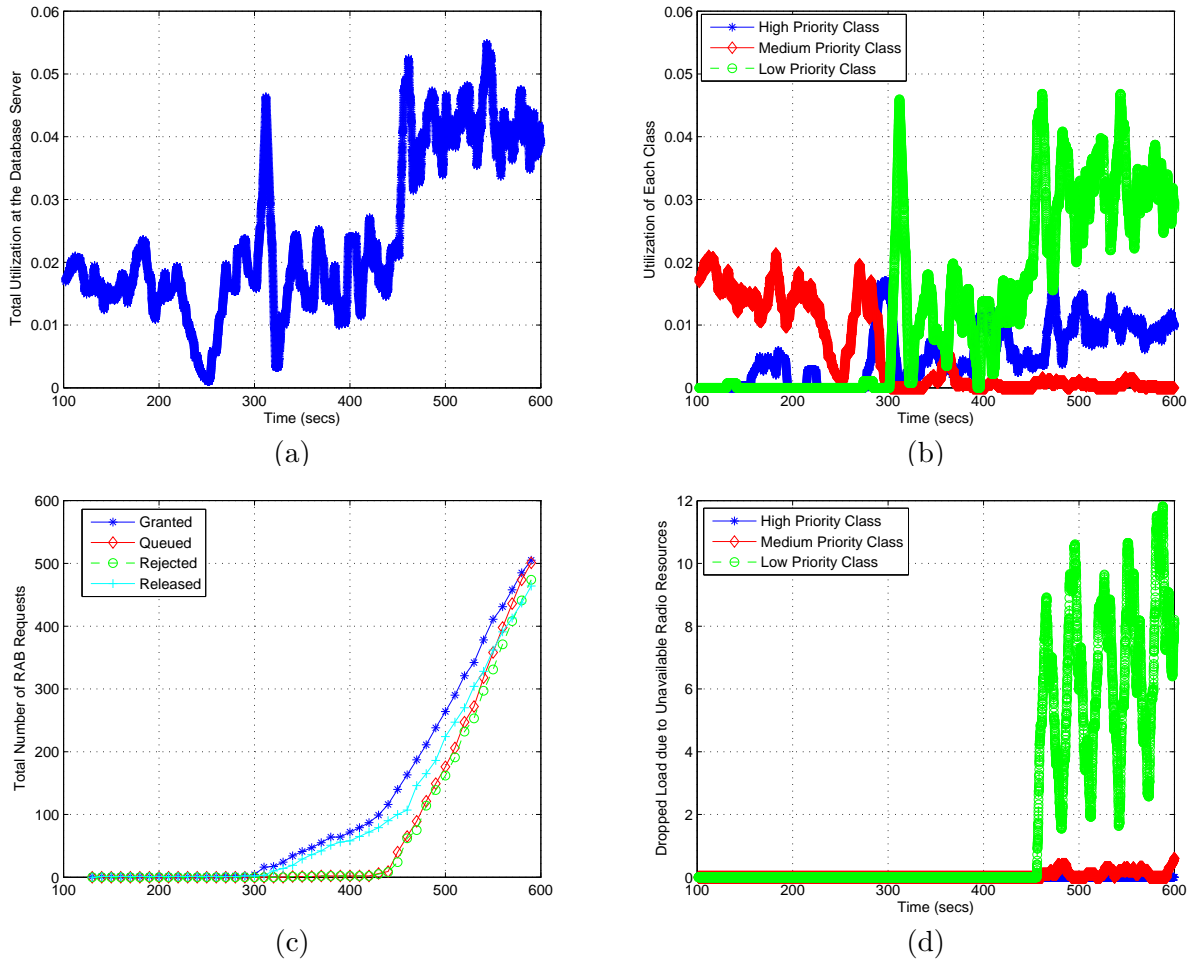 0.06
0.05
0.04
0.03
0.02
0.01
0
100 200 300 400 500 600
Total Utilization at the Database Server
Time (secs)
(a)
0.06
0.05
0.04
0.03
0.02
0.01
0
100 200 300 400 500 600
Utilization of Each Class
Time (secs)
High Priority Class
Medium Priority Class
Low Priority Class
(b)
600
500
400
300
200
100
0
100 200 300 400 500 600
Total Number of RAB Requests
Time (secs)
Granted
Queued
Rejected
Released
(c)
12
10
8
6
4
2
0
100 200 300 400 500 600
Dropped Load due to Unavailable Radio Resources
Time (secs)
High Priority Class
Medium Priority Class
Low Priority Class
(d)